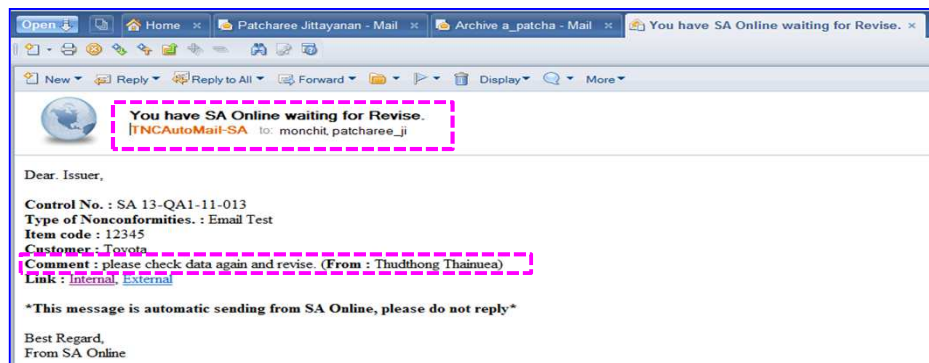 Open
Home
Patcharee Jittayanan - Mail
Archive a_patcha - Mail
You have SA Online waiting for Revise.
New
Reply
Reply to All
Forward
Display
More
You have SA Online waiting for Revise.
TNCAutoMail-SA to: monchit, patcharee_ji
Dear. Issuer,
Control No. : SA 13-QA1-11-013
Type of Nonconformities. : Email Test
Item code : 12345
Customer : Toyota
Comment : please check data again and revise. (From : Thudthong Thainuea)
Link : Internal, External
*This message is automatic sending from SA Online, please do not reply*
Best Regard,
From SA Online